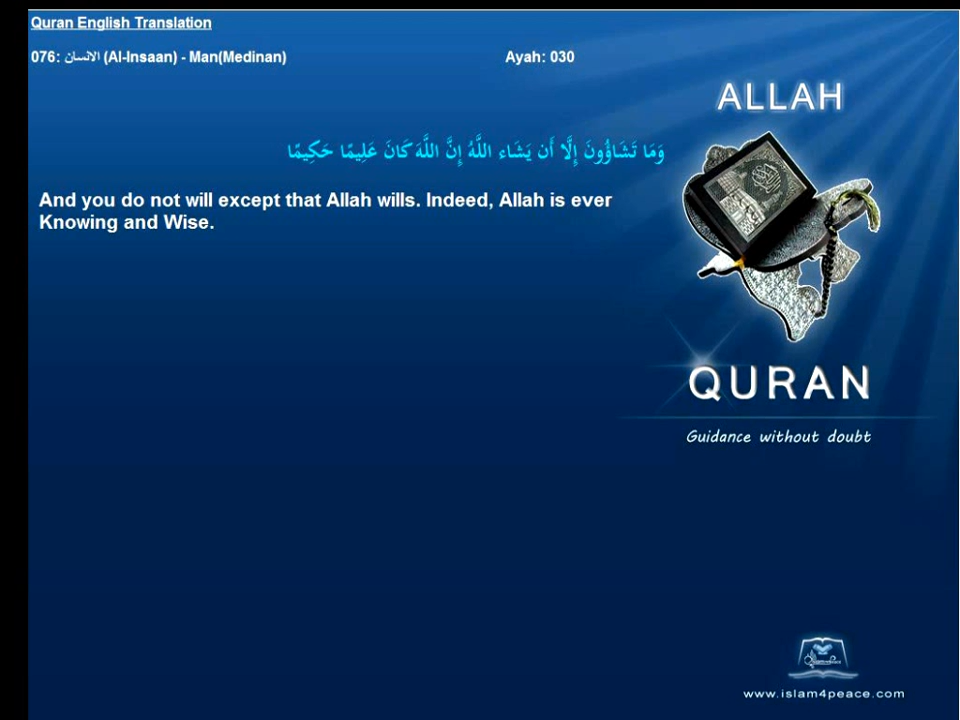 Quran English Translation
076: الانسان (Al-Insaan) - Man(Medinan) Ayah: 030
ALLAH
وَمَا تَشَاؤُونَ إِلَّا أَن يَشَاء اللَّهُ إِنَّ اللَّهَ كَانَ عَلِيمًا حَكِيمًا
And you do not will except that Allah wills. Indeed, Allah is ever
Knowing and Wise.
QURAN
Guidance without doubt
www.islam4peace.com